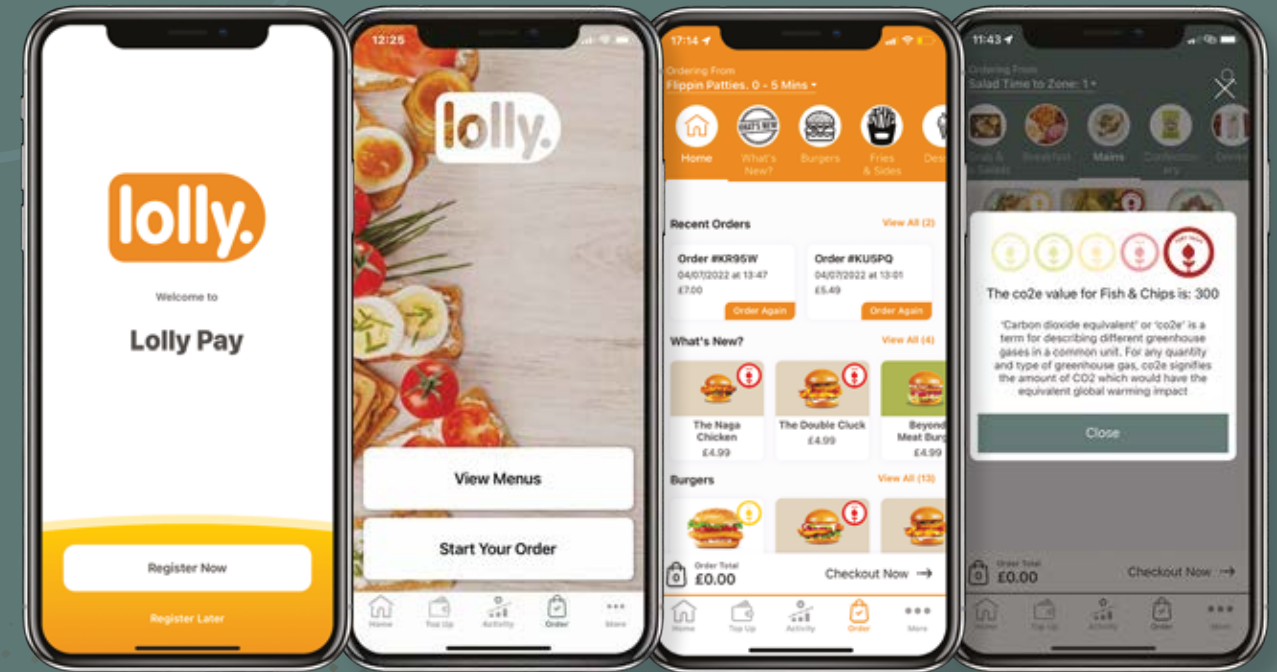 lolly.
Welcome to
Lolly Pay
Register Now
Register Later
12:25
lolly.
View Menus
Start Your Order
Home
Top Up
Activity
Order
More
17:14
Ordering From
Flippin Patties. 0 - 5 Mins
Home
WHAT'S NEW
What's
New?
Burgers
Fries
& Sides
Des
Recent Orders
View All (2)
Order #KR95W
04/07/2022 at 13:47
£7.00
Order Again
Order #KU5PQ
04/07/2022 at 13:01
£5.49
Order Again
What's New?
View All (4)
The Naga
Chicken
£4.99
The Double Cluck
£4.99
Beyond
Meat Burg
£4.99
Burgers
View All (13)
0
Order Total
£0.00
Checkout Now
Home
Top Up
Activity
Order
More
11:43
Ordering From
Salad Time to Zone: 1
& Salads
Breakfast
Mains
Confection
ery
Drinks
The co2e value for Fish & Chips is: 300
'Carbon dioxide equivalent' or 'co2e' is a
term for describing different greenhouse
gases in a common unit. For any quantity
and type of greenhouse gas, co2e signifies
the amount of CO2 which would have the
equivalent global warming impact
Close
0
Order Total
£0.00
Checkout Now
Home
Top Up
Activity
Order
More